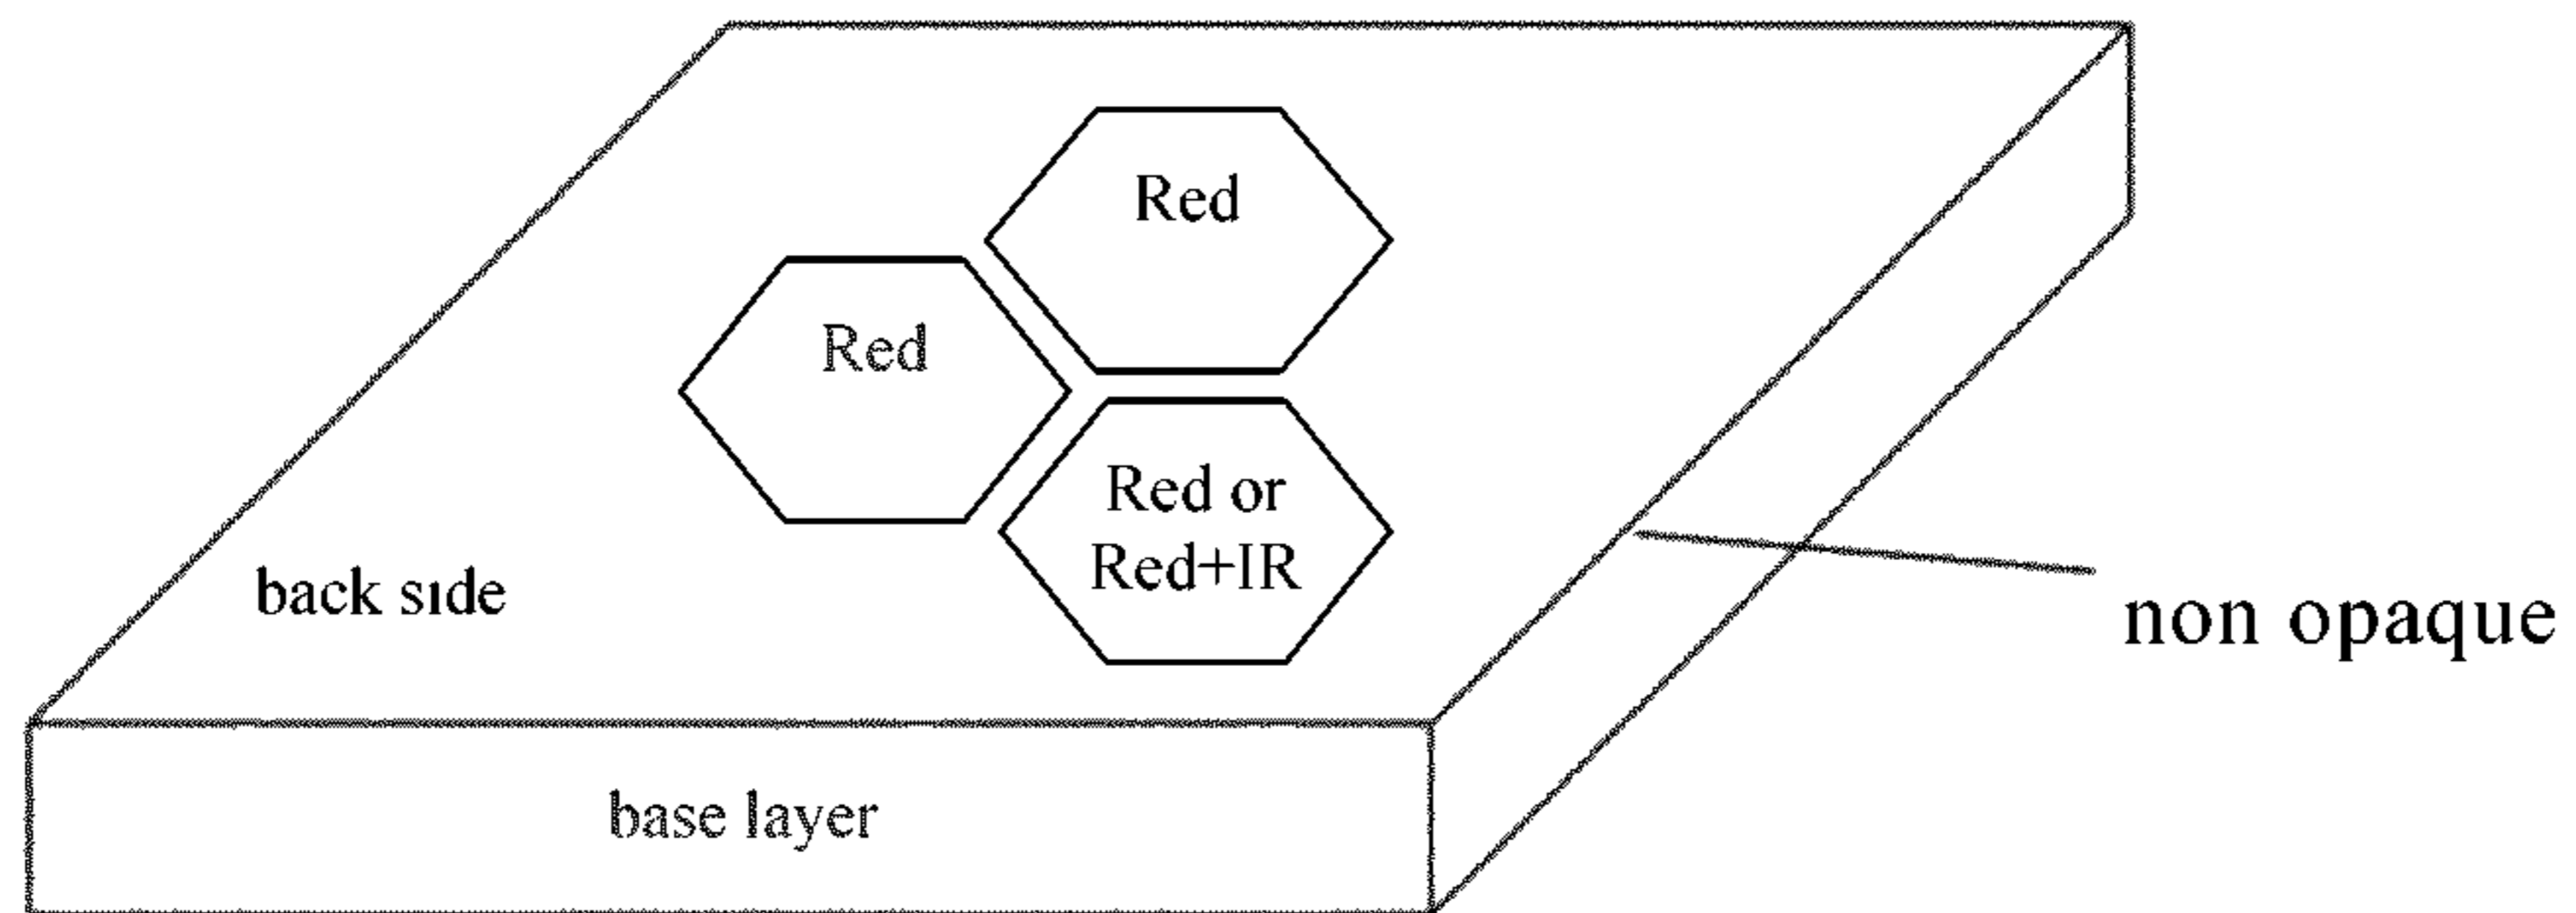 Red
Red
Red or
Red+IR
back side
non opaque
base layer